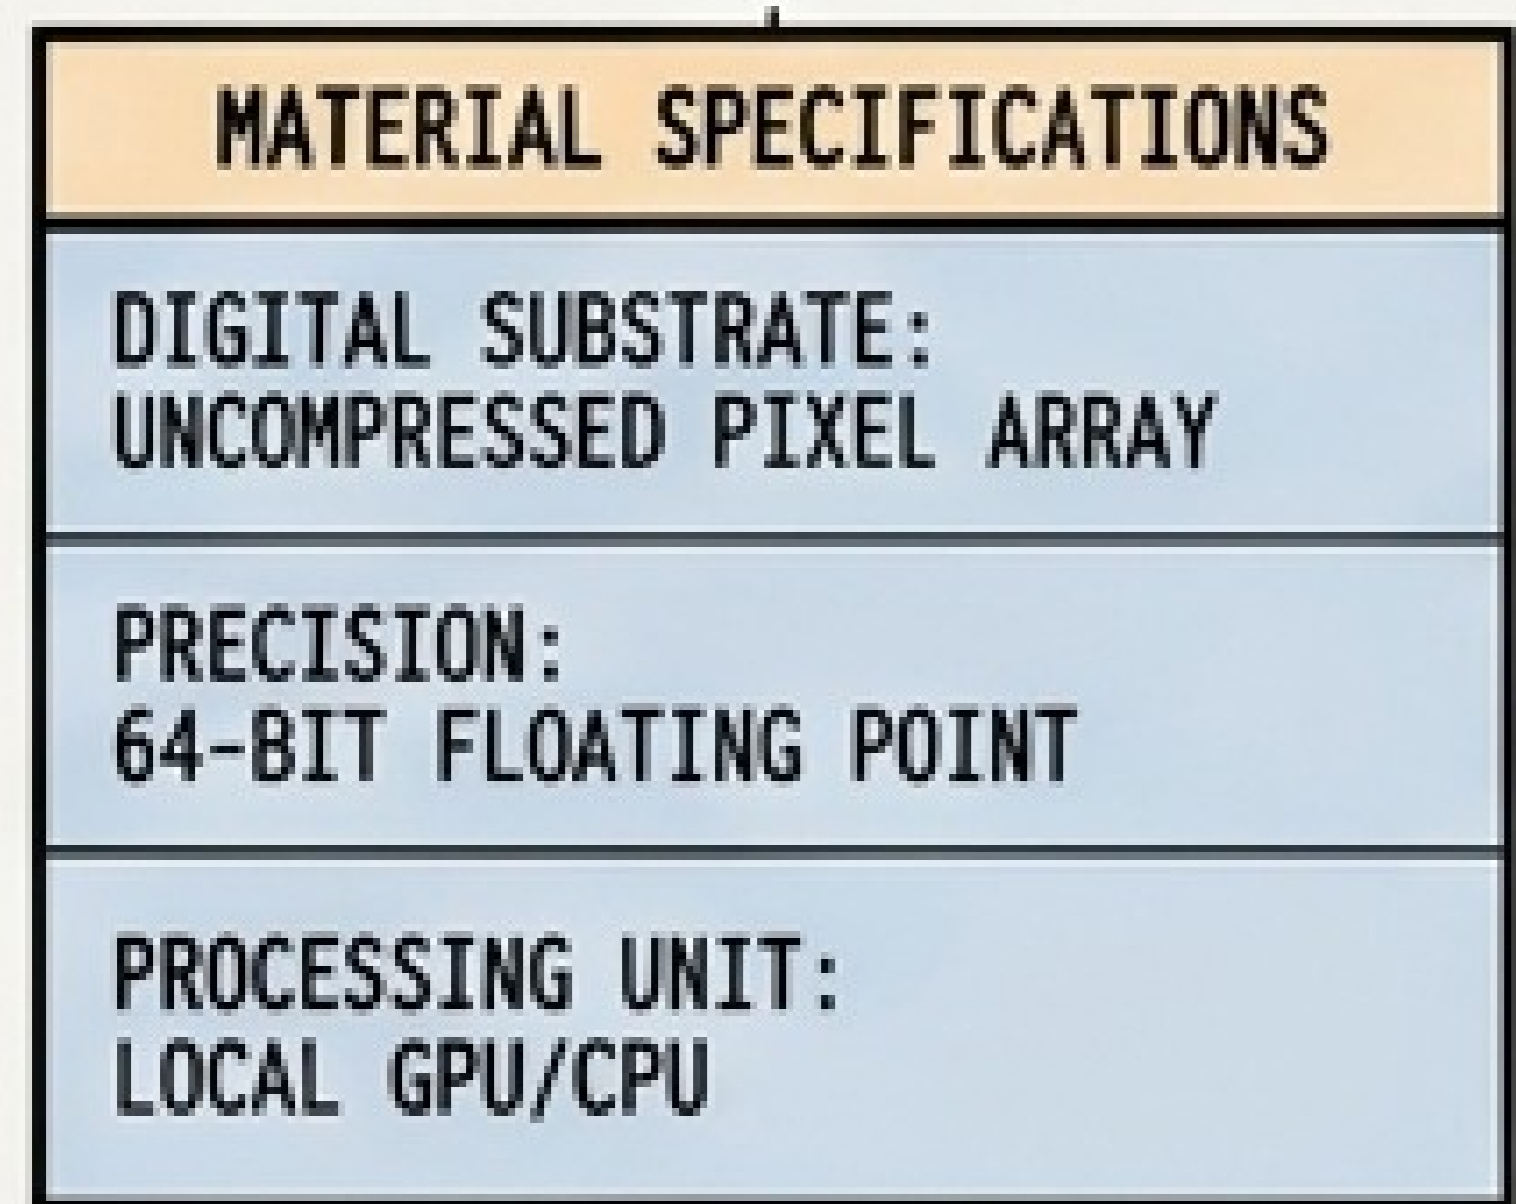 MATERIAL SPECIFICATIONS
DIGITAL SUBSTRATE:
UNCOMPRESSED PIXEL ARRAY
PRECISION:
64-BIT FLOATING POINT
PROCESSING UNIT:
LOCAL GPU/CPU